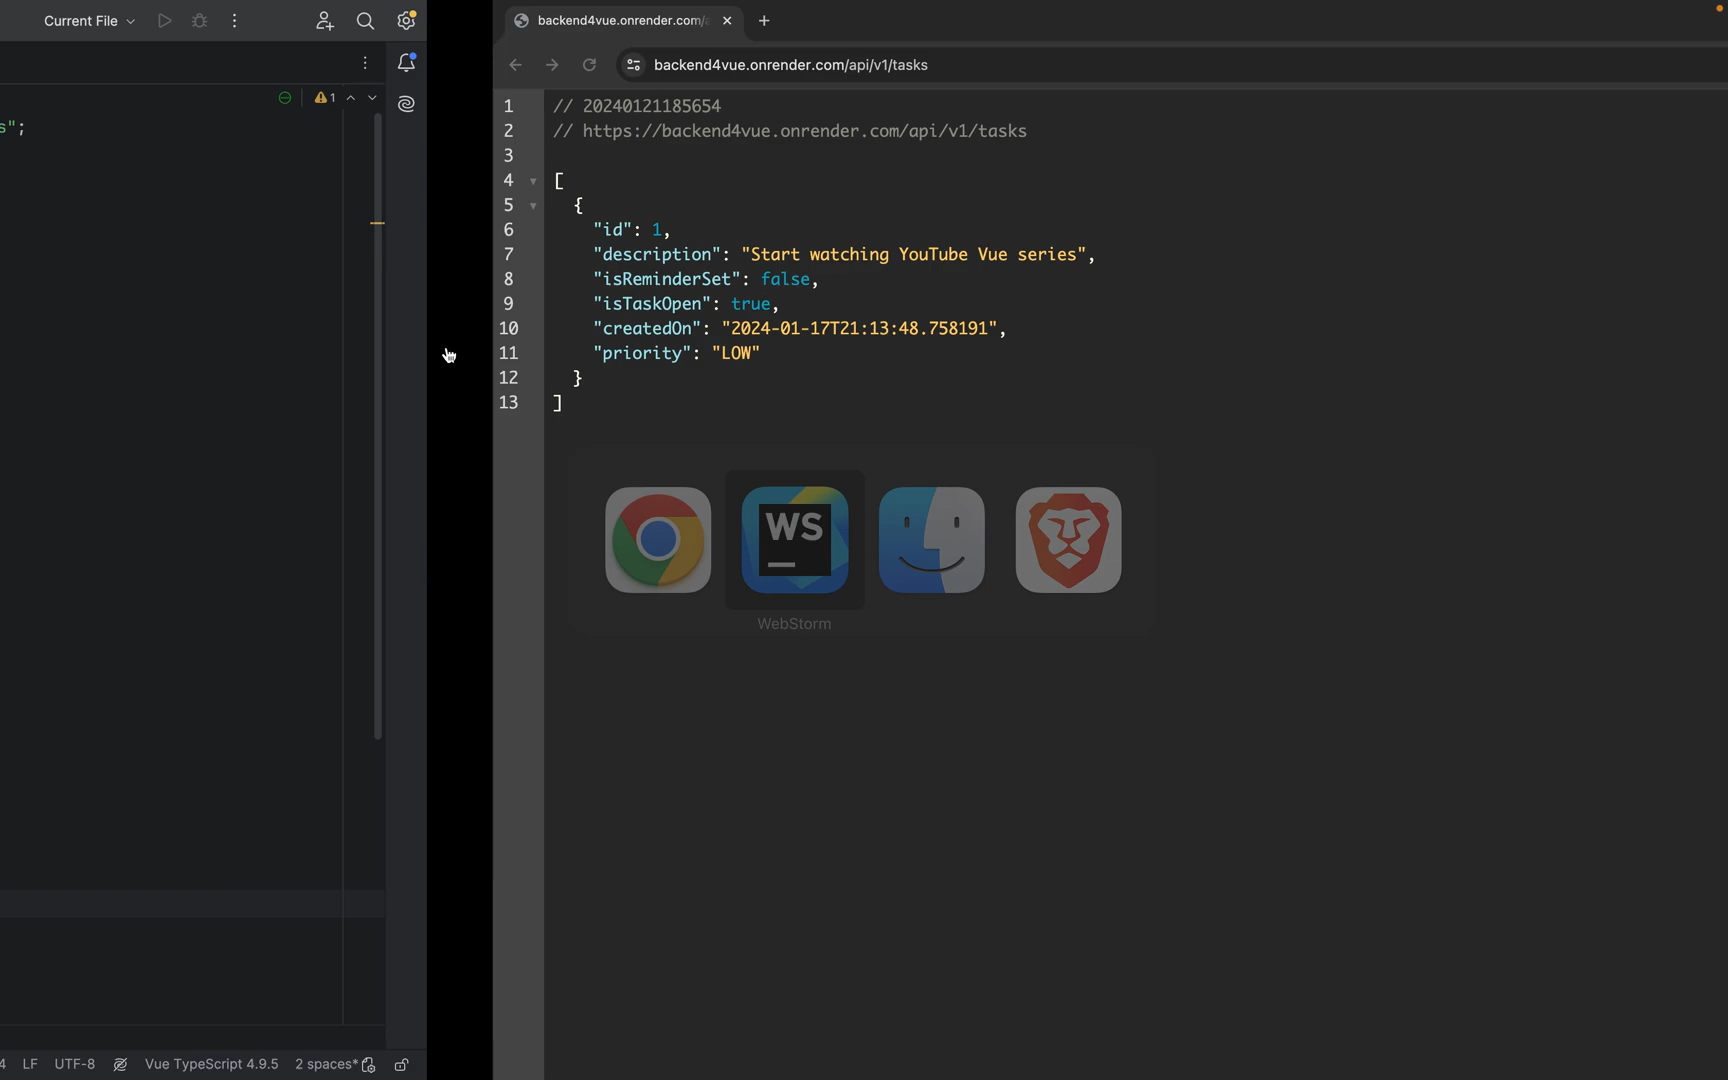 Current File
1
s";
4 LF UTF-8 Vue TypeScript 4.9.5 2 spaces*
backend4vue.onrender.com/
backend4vue.onrender.com/api/v1/tasks
1 // 20240121185654
2 // https://backend4vue.onrender.com/api/v1/tasks
3
4 [
5 {
6 "id": 1,
7 "description": "Start watching YouTube Vue series",
8 "isReminderSet": false,
9 "isTaskOpen": true,
10 "createdOn": "2024-01-17T21:13:48.758191",
11 "priority": "LOW"
12 }
13 ]
WS
WebStorm